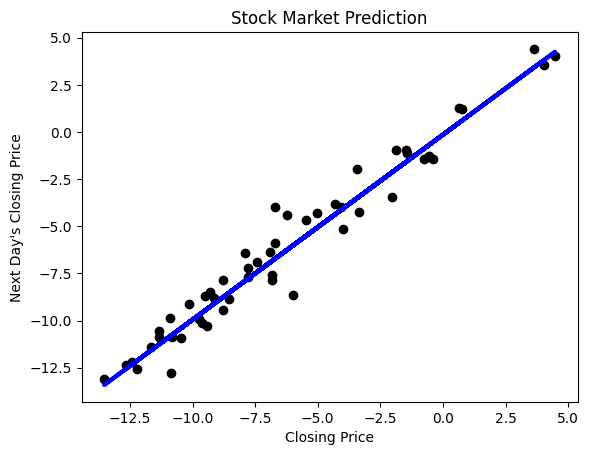 Stock Market Prediction
5.0
2.5
0.0
−2.5
−5.0
−7.5
−10.0
−12.5
Next Day's Closing Price
−12.5 −10.0 −7.5 −5.0 −2.5 0.0 2.5 5.0
Closing Price